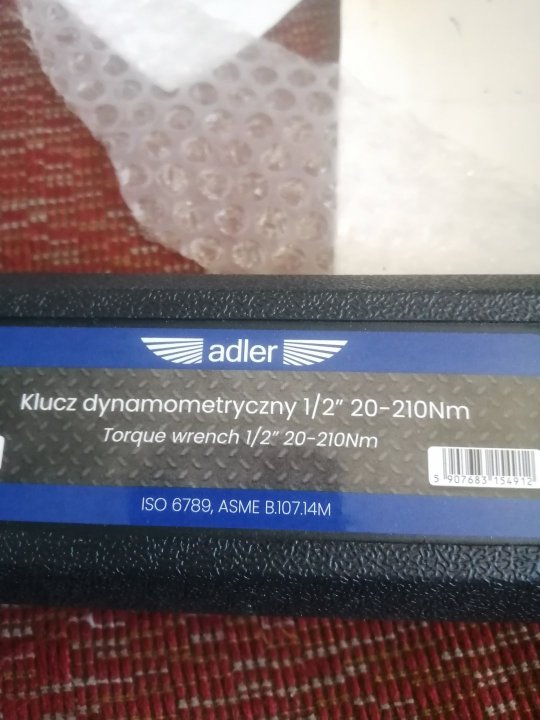 adler
Klucz dynamometryczny 1/2" 20-210Nm
Torque wrench 1/2" 20-210Nm
5 907683 154912
ISO 6789, ASME B.107.14M